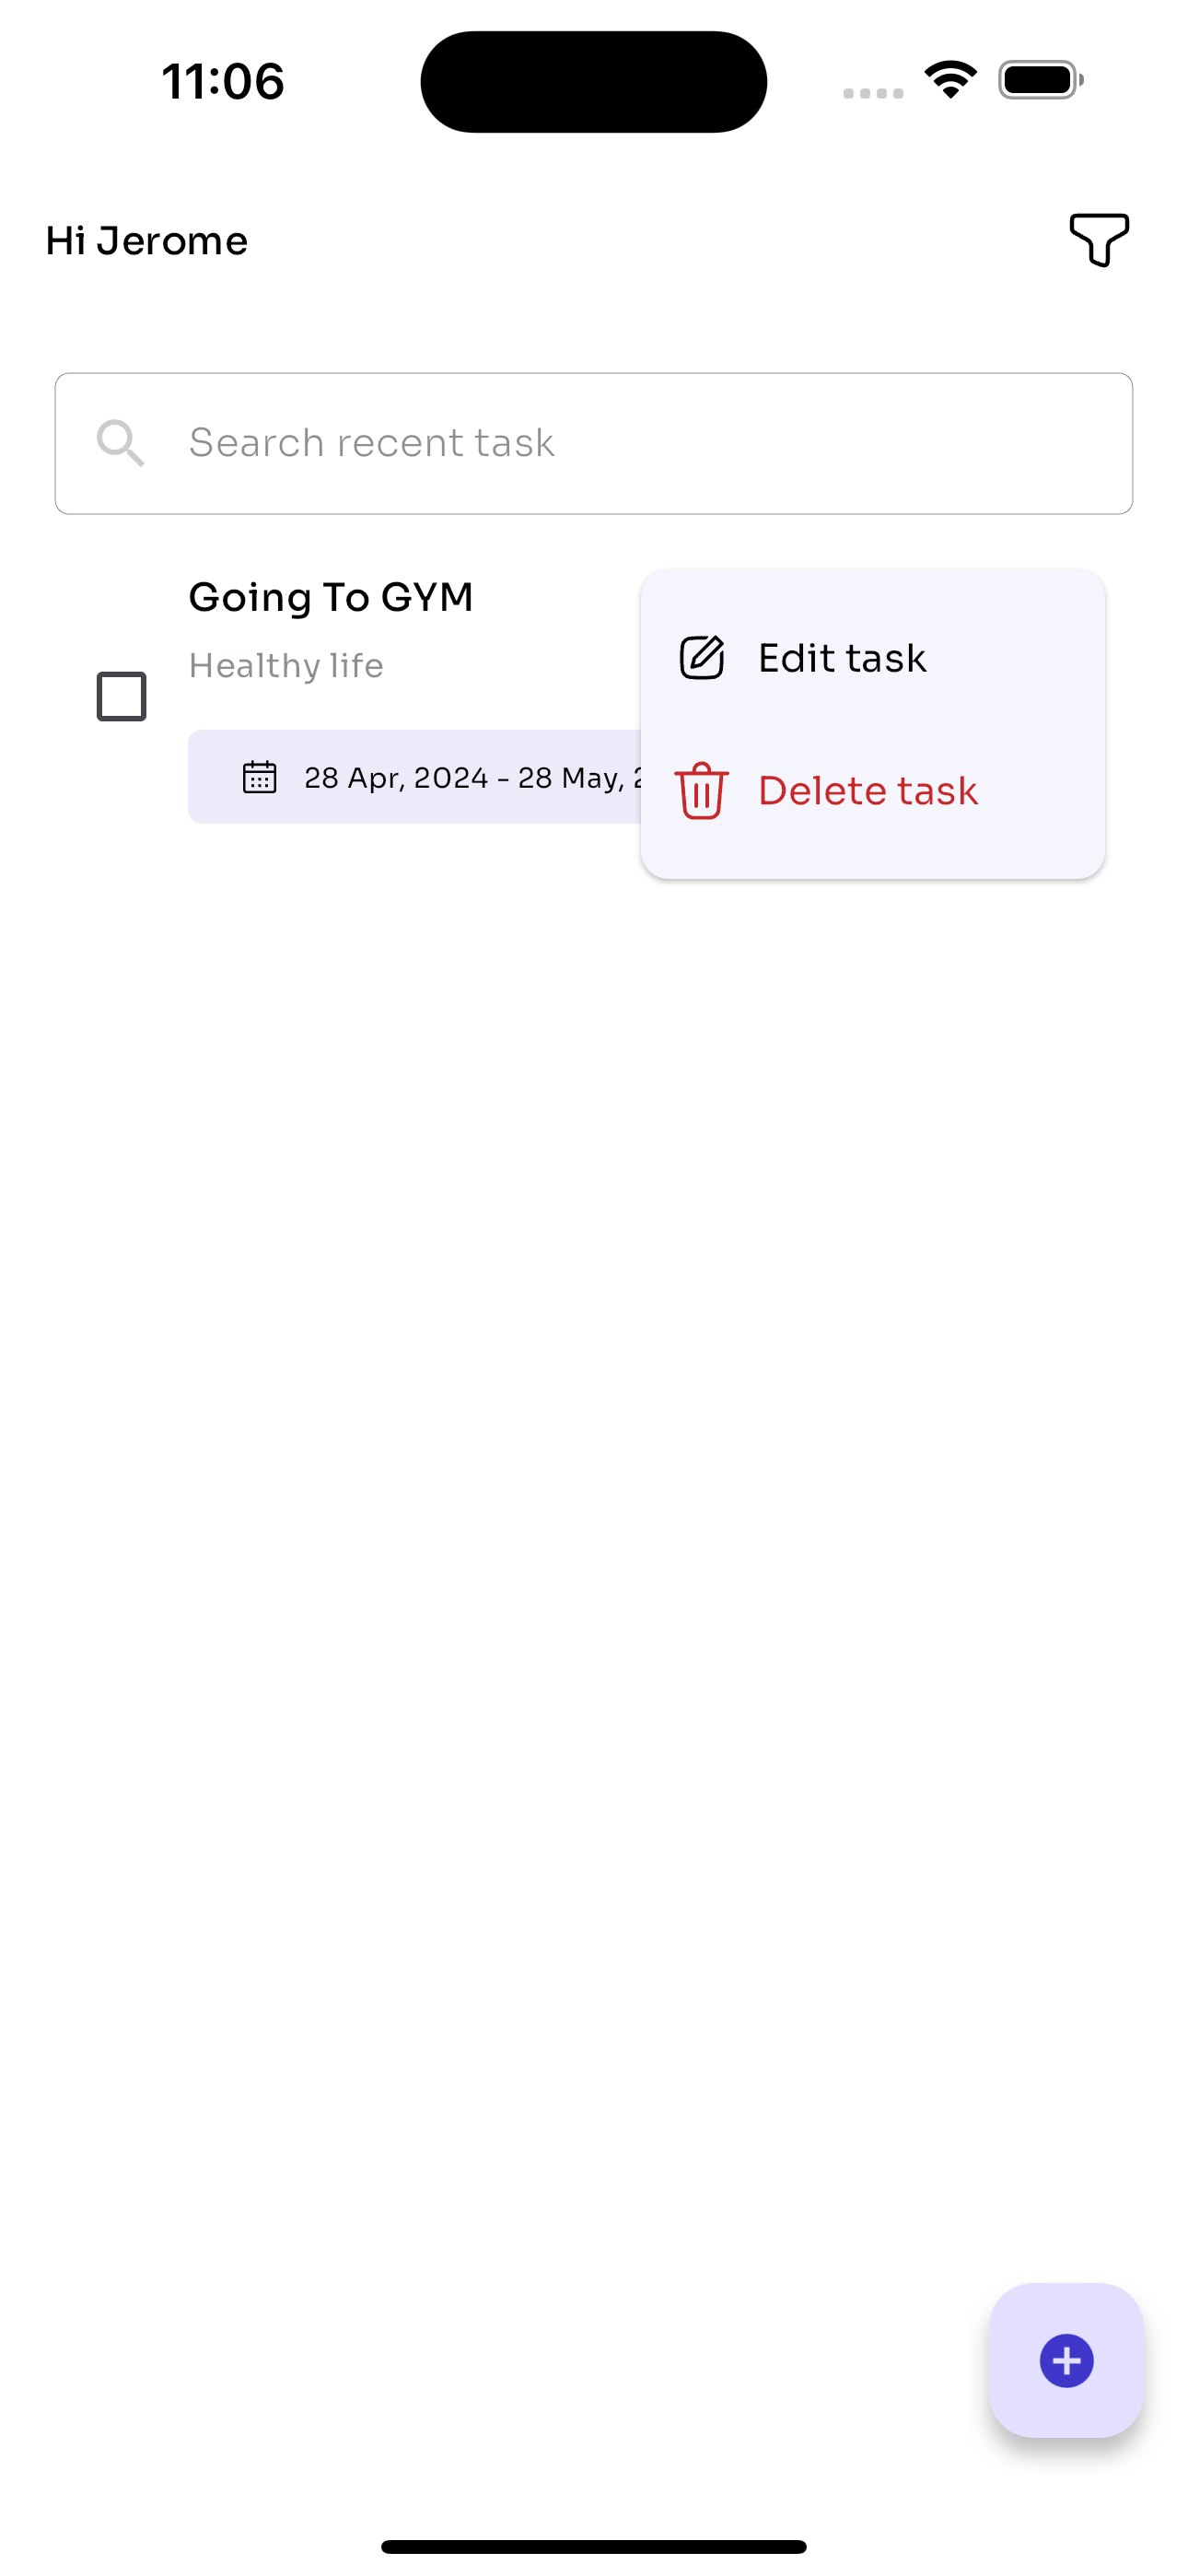 11:06
Hi Jerome
Search recent task
Going To GYM
Healthy life
28 Apr, 2024 - 28 May,
Edit task
Delete task